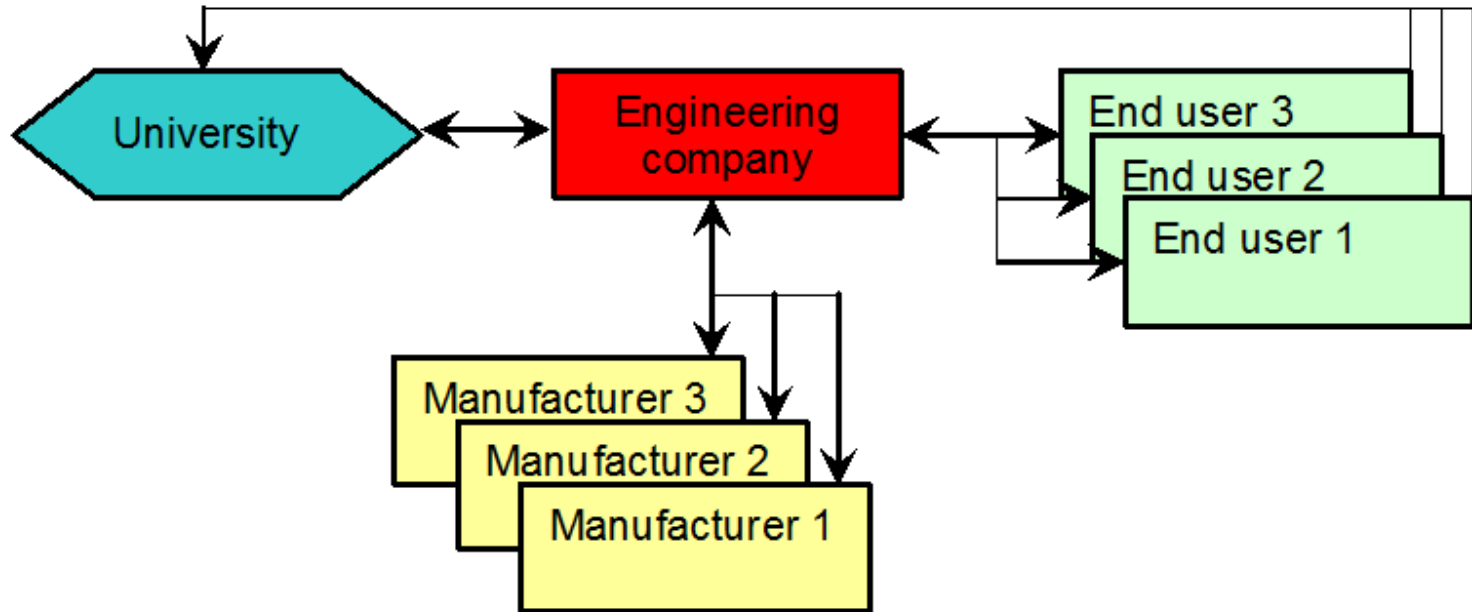 University
Engineering
company
End user 3
End user 2
End user 1
Manufacturer 3
Manufacturer 2
Manufacturer 1